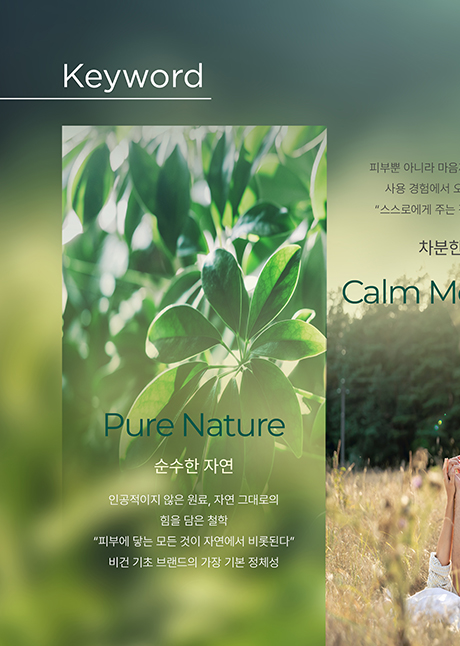 Keyword
Pure Nature
순수한 자연
인공적이지 않은 원료, 자연 그대로의
힘을 담은 철학
“피부에 닿는 모든 것이 자연에서 비롯된다”
비건 기초 브랜드의 가장 기본 정체성
피부뿐 아니라 마음
사용 경험에서
“스스로에게 주는
차분한
Calm